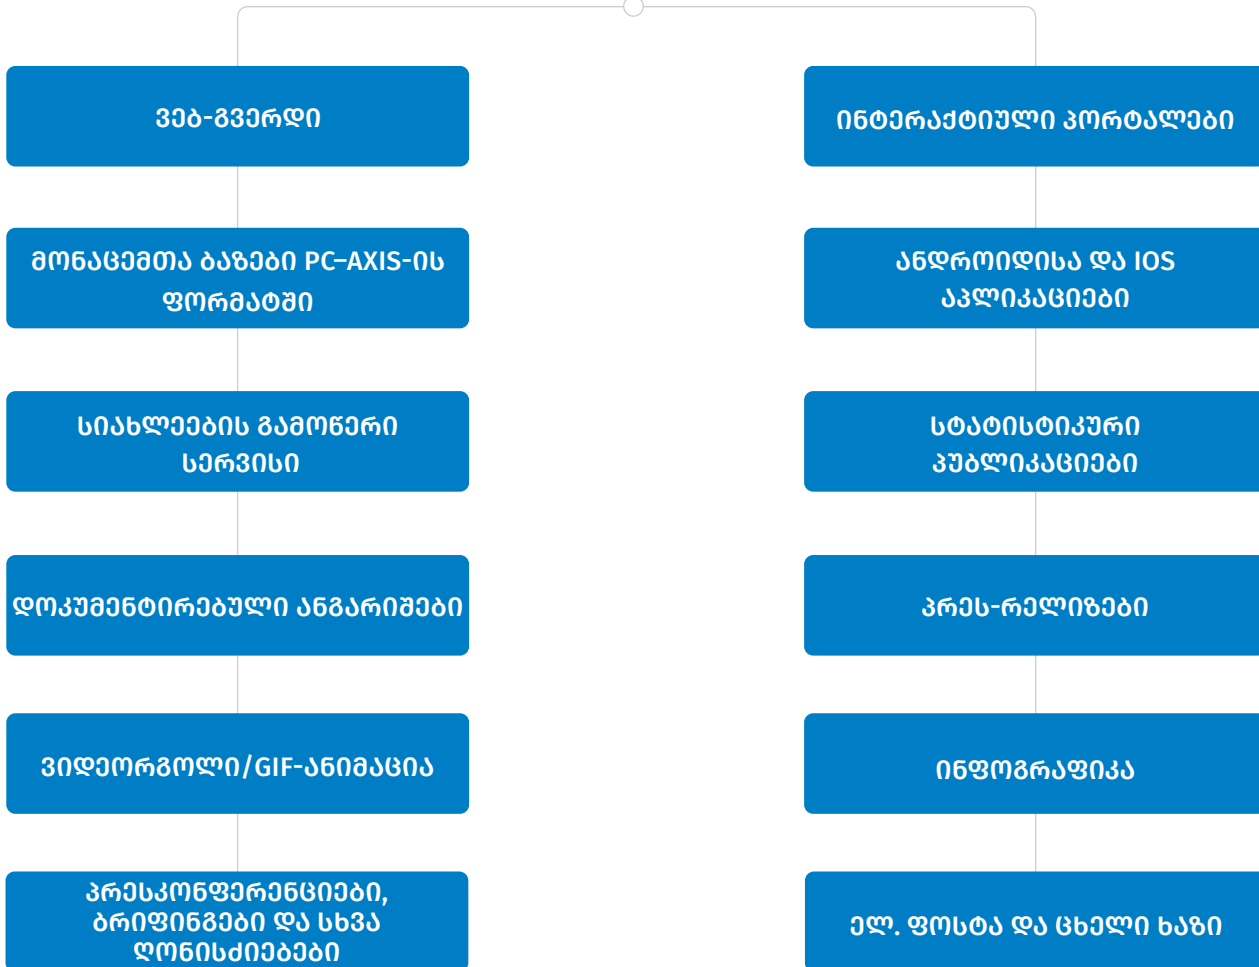 ვებ-გვერდი
ინტერაქტიული პორტალები
მონაცემთა ბაზები PC–AXIS-ის
ფორმატში
ანდროიდისა და IOS
აპლიკაციები
სიახლეების გამოწერი
სერვისი
სტატისტიკური
პუბლიკაციები
დოკუმენტირებული ანგარიშები
პრეს-რელიზები
ვიდეორგოლი/GIF-ანიმაცია
ინფოგრაფიკა
პრესკონფერენციები,
ბრიფინგები და სხვა
ღონისძიებები
ელ. ფოსტა და ცხელი ხაზი